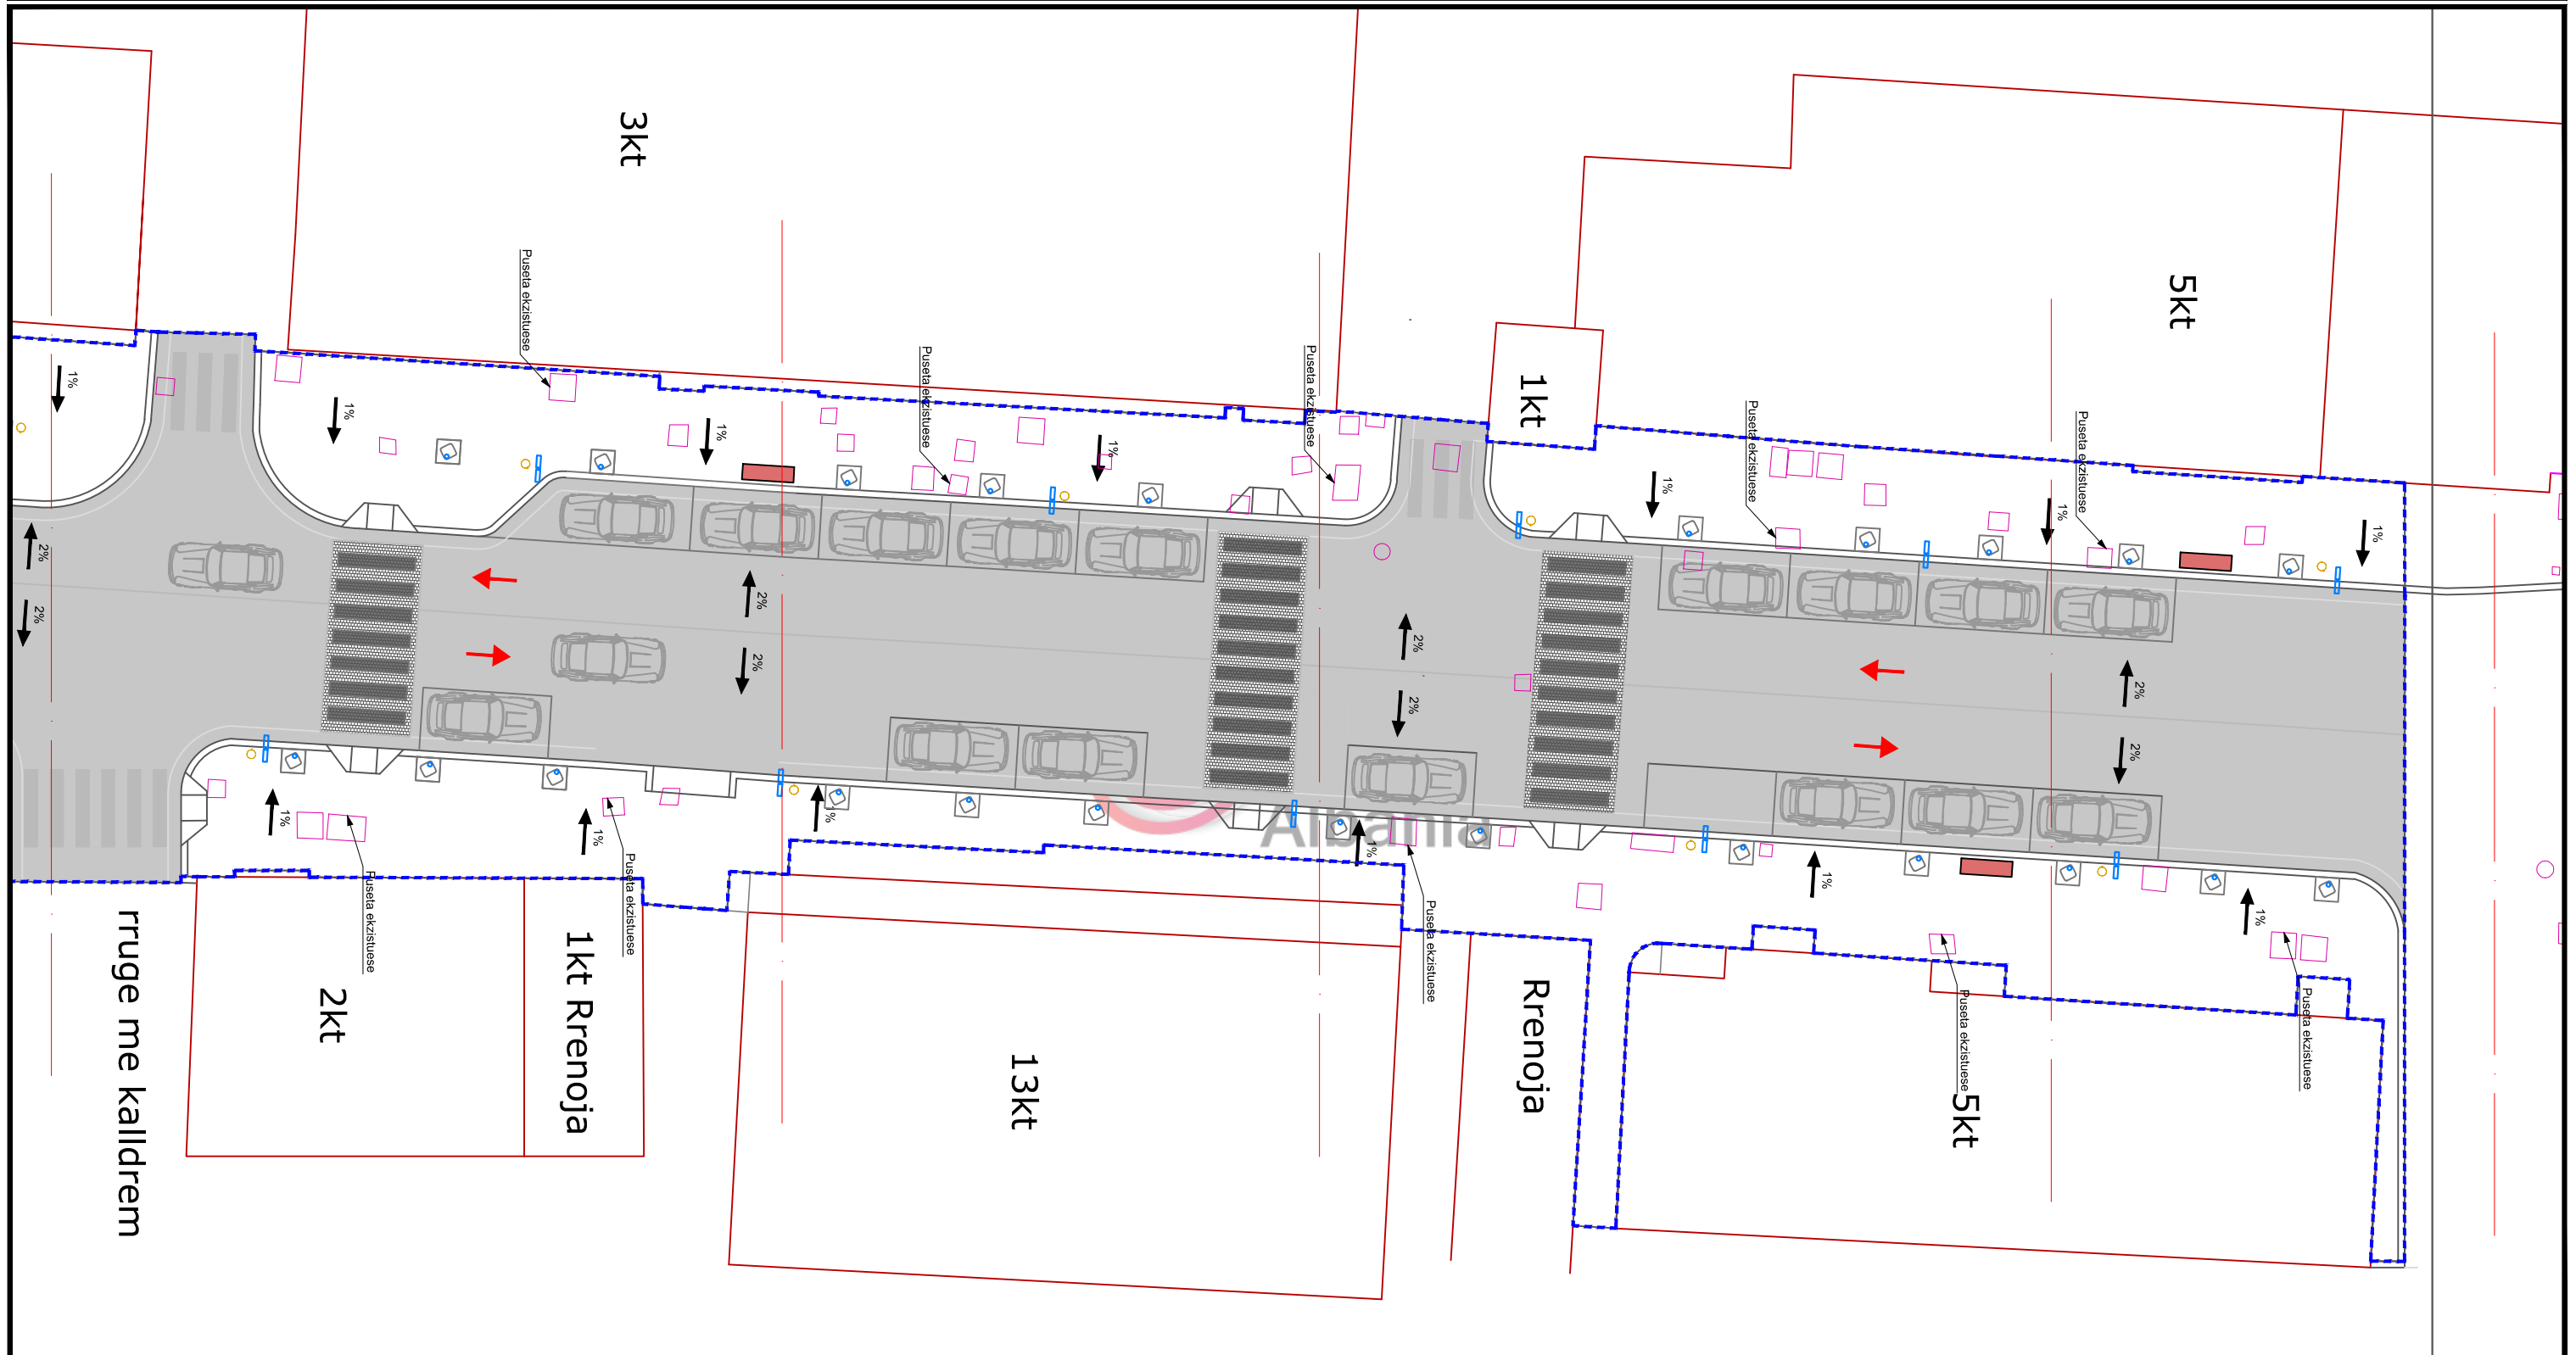 3kt
5kt
1kt
Puseta ekzistuese
Puseta ekzistuese
Puseta ekzistuese
Puseta ekzistuese
Puseta ekzistuese
1%
1%
1%
1%
1%
1%
1%
2%
2%
2%
2%
2%
2%
2%
2%
Albania
1%
1%
1%
1%
1%
1%
Puseta ekzistuese
Puseta ekzistuese
Puseta ekzistuese
Puseta ekzistuese
Puseta ekzistuese
rruge me kalldrem
2kt
1kt Rrenoja
13kt
Rrenoja
5kt